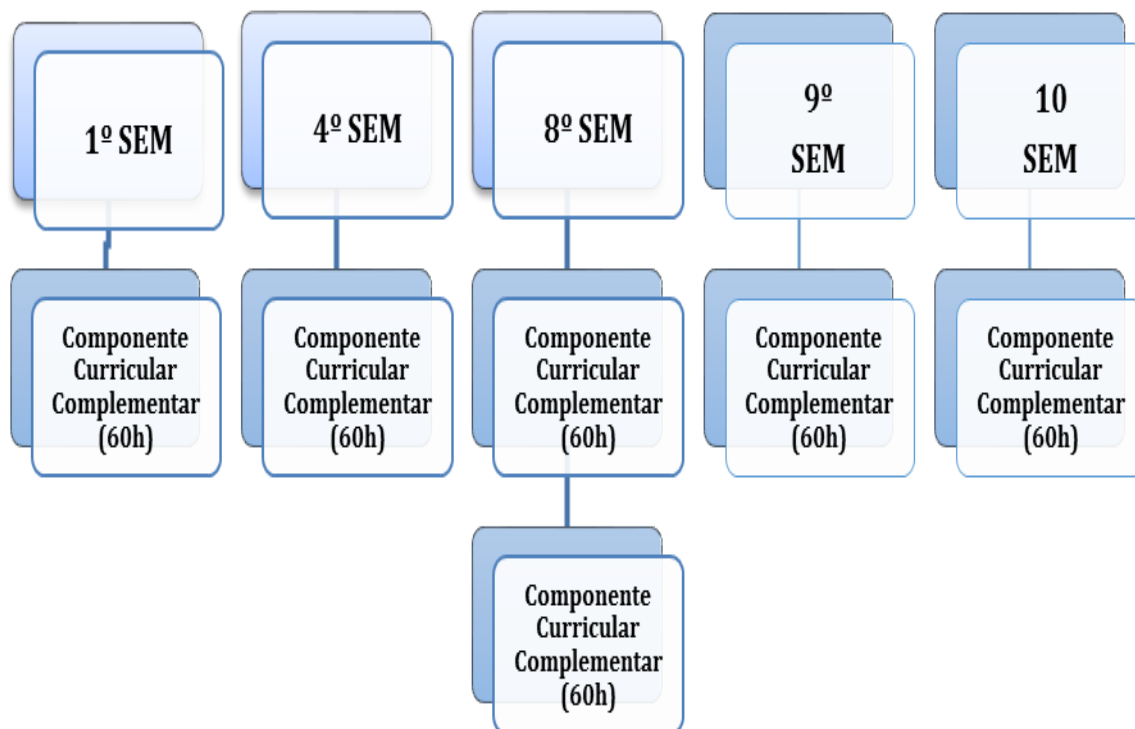 1º SEM
4º SEM
8º SEM
9º
SEM
10
SEM
Componente
Curricular
Complementar
(60h)
Componente
Curricular
Complementar
(60h)
Componente
Curricular
Complementar
(60h)
Componente
Curricular
Complementar
(60h)
Componente
Curricular
Complementar
(60h)
Componente
Curricular
Complementar
(60h)